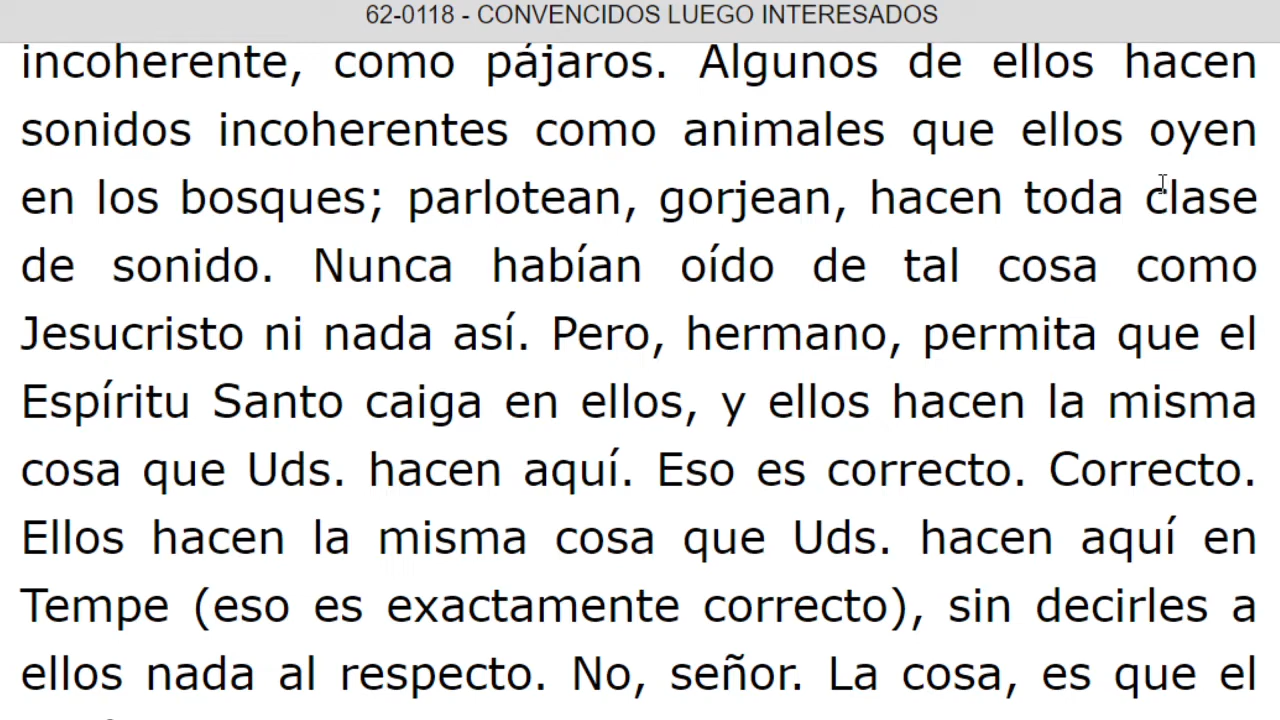 62-0118 - CONVENCIDOS LUEGO INTERESADOS
incoherente, como pájaros. Algunos de ellos hacen
sonidos incoherentes como animales que ellos oyen
en los bosques; parlotean, gorjean, hacen toda clase
de sonido. Nunca habían oído de tal cosa como
Jesucristo ni nada así. Pero, hermano, permita que el
Espíritu Santo caiga en ellos, y ellos hacen la misma
cosa que Uds. hacen aquí. Eso es correcto. Correcto.
Ellos hacen la misma cosa que Uds. hacen aquí en
Tempe (eso es exactamente correcto), sin decirles a
ellos nada al respecto. No, señor. La cosa, es que el